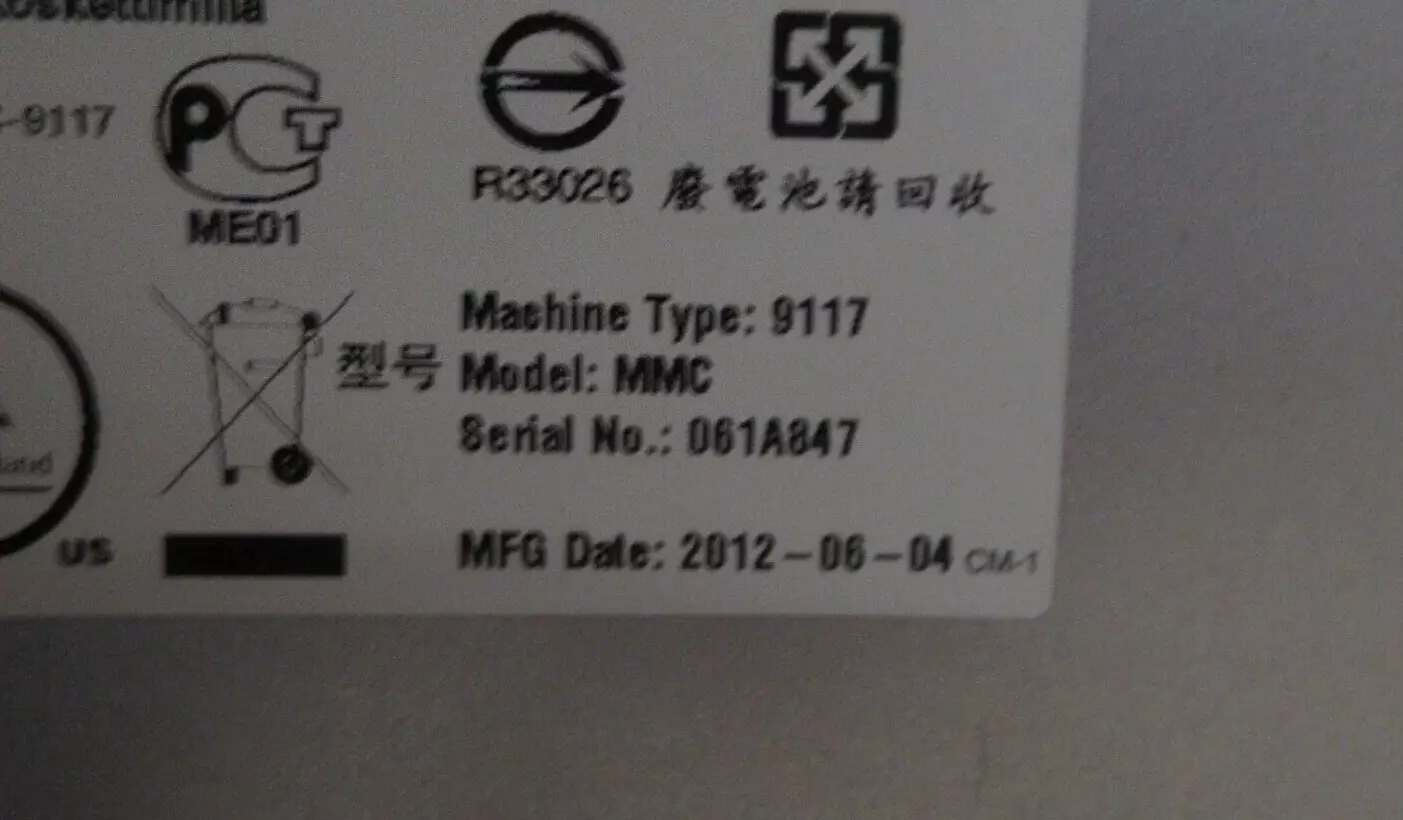 -9117
PCT
ME01
R33026 廢電池請回收
型号
Machine Type: 9117
Model: MMC
Serial No.: 061A847
US
MFG Date: 2012-06-04 CM-1